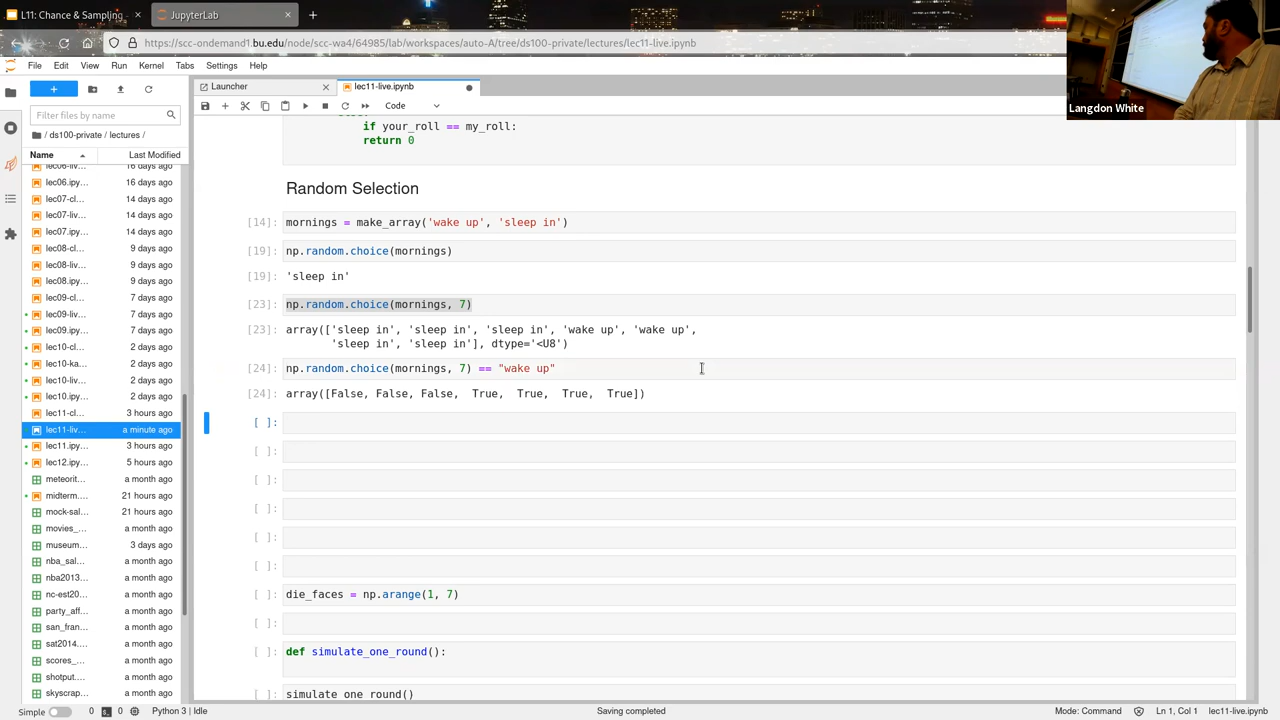 L11: Chance & Sampling
JupyterLab
https://scc-ondemand1.bu.edu/node/scc-wa4/64985/lab/workspaces/auto-A/tree/ds100-private/lectures/lec11-live.ipynb
Langdon White
File Edit View Run Kernel Tabs Settings Help
Launcher
lec11-live.ipynb
Code
Filter files by name
/ ds100-private / lectures /
Name Last Modified
lec06-liv... 16 days ago
lec06.ipy... 16 days ago
lec07-cl... 14 days ago
lec07-liv... 14 days ago
lec07.ipy... 14 days ago
lec08-cl... 9 days ago
lec08-liv... 9 days ago
lec08.ipy... 9 days ago
lec09-cl... 7 days ago
lec09-liv... 7 days ago
lec09.ipy... 7 days ago
lec10-cl... 2 days ago
lec10-ka... 2 days ago
lec10-liv... 2 days ago
lec10.ipy... 2 days ago
lec11-cl... 3 hours ago
lec11-liv... a minute ago
lec11.ipy... 3 hours ago
lec12.ipy... 5 hours ago
meteorit... a month ago
midterm.... 21 hours ago
mock-sal... 21 hours ago
movies_... a month ago
museum... 3 days ago
nba_sal... a month ago
nba2013... a month ago
nc-est20... a month ago
party_aff... a month ago
san_fran... a month ago
sat2014.... a month ago
scores_... a month ago
shotput.... a month ago
skyscrap... a month ago
if your_roll == my_roll:
return 0
Random Selection
[14]: mornings = make_array('wake up', 'sleep in')
[19]: np.random.choice(mornings)
[19]: 'sleep in'
[23]: np.random.choice(mornings, 7)
[23]: array(['sleep in', 'sleep in', 'sleep in', 'wake up', 'wake up',
'sleep in', 'sleep in'], dtype='<U8')
[24]: np.random.choice(mornings, 7) == "wake up"
[24]: array([False, False, False, True, True, True, True])
[ ]:
[ ]:
[ ]:
[ ]:
[ ]:
[ ]:
[ ]: die_faces = np.arange(1, 7)
[ ]:
[ ]: def simulate_one_round():
[ ]: simulate_one_round()
Simple 0 0 Python 3 | Idle Saving completed Mode: Command Ln 1, Col 1 lec11-live.ipynb